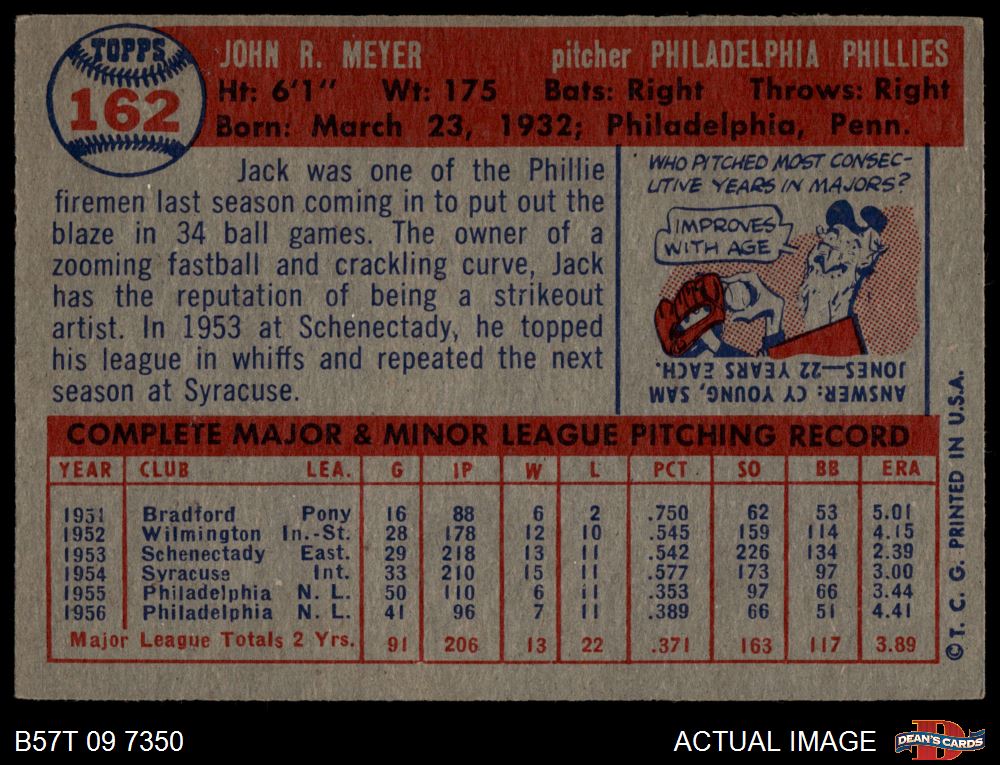 TOPPS
162
JOHN R. MEYER pitcher PHILADELPHIA PHILLIES
Ht: 6'1" Wt: 175 Bats: Right Throws: Right
Born: March 23, 1932; Philadelphia, Penn.
Jack was one of the Phillie
firemen last season coming in to put out the
blaze in 34 ball games. The owner of a
zooming fastball and crackling curve, Jack
has the reputation of being a strikeout
artist. In 1953 at Schenectady, he topped
his league in whiffs and repeated the next
season at Syracuse.
WHO PITCHED MOST CONSEC-
UTIVE YEARS IN MAJORS?
IMPROVES
WITH AGE
ANSWER: CY YOUNG, SAM
JONES—22 YEARS EACH.
COMPLETE MAJOR & MINOR LEAGUE PITCHING RECORD
YEAR CLUB LEA. G IP W L PCT. SO BB ERA
1951 Bradford Pony 16 88 6 2 .750 62 53 5.01
1952 Wilmington In.-St. 28 178 12 10 .545 159 114 4.15
1953 Schenectady East. 29 218 13 11 .542 226 134 2.39
1954 Syracuse Int. 33 210 15 11 .577 173 97 3.00
1955 Philadelphia N. L. 50 110 6 11 .353 97 66 3.44
1956 Philadelphia N. L. 41 96 7 11 .389 66 51 4.41
Major League Totals 2 Yrs. 91 206 13 22 .371 163 117 3.89
© T. C. G. PRINTED IN U.S.A.
B57T 09 7350 ACTUAL IMAGE
DEAN'S CARDS